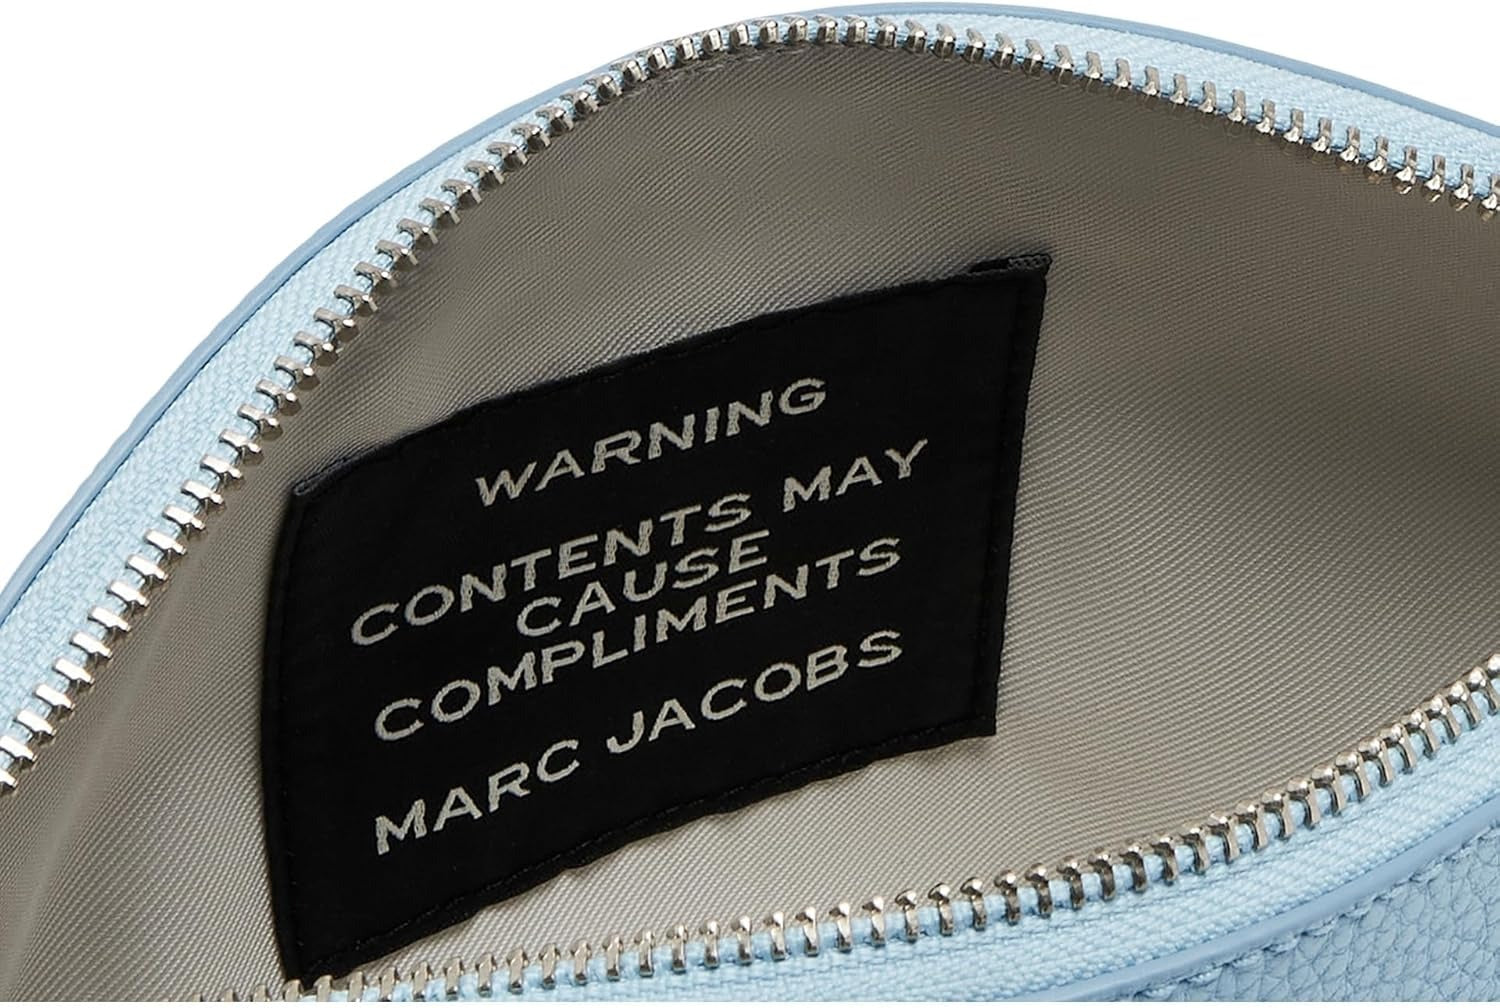 WARNING
CONTENTS MAY
CAUSE
COMPLIMENTS
MARC JACOBS